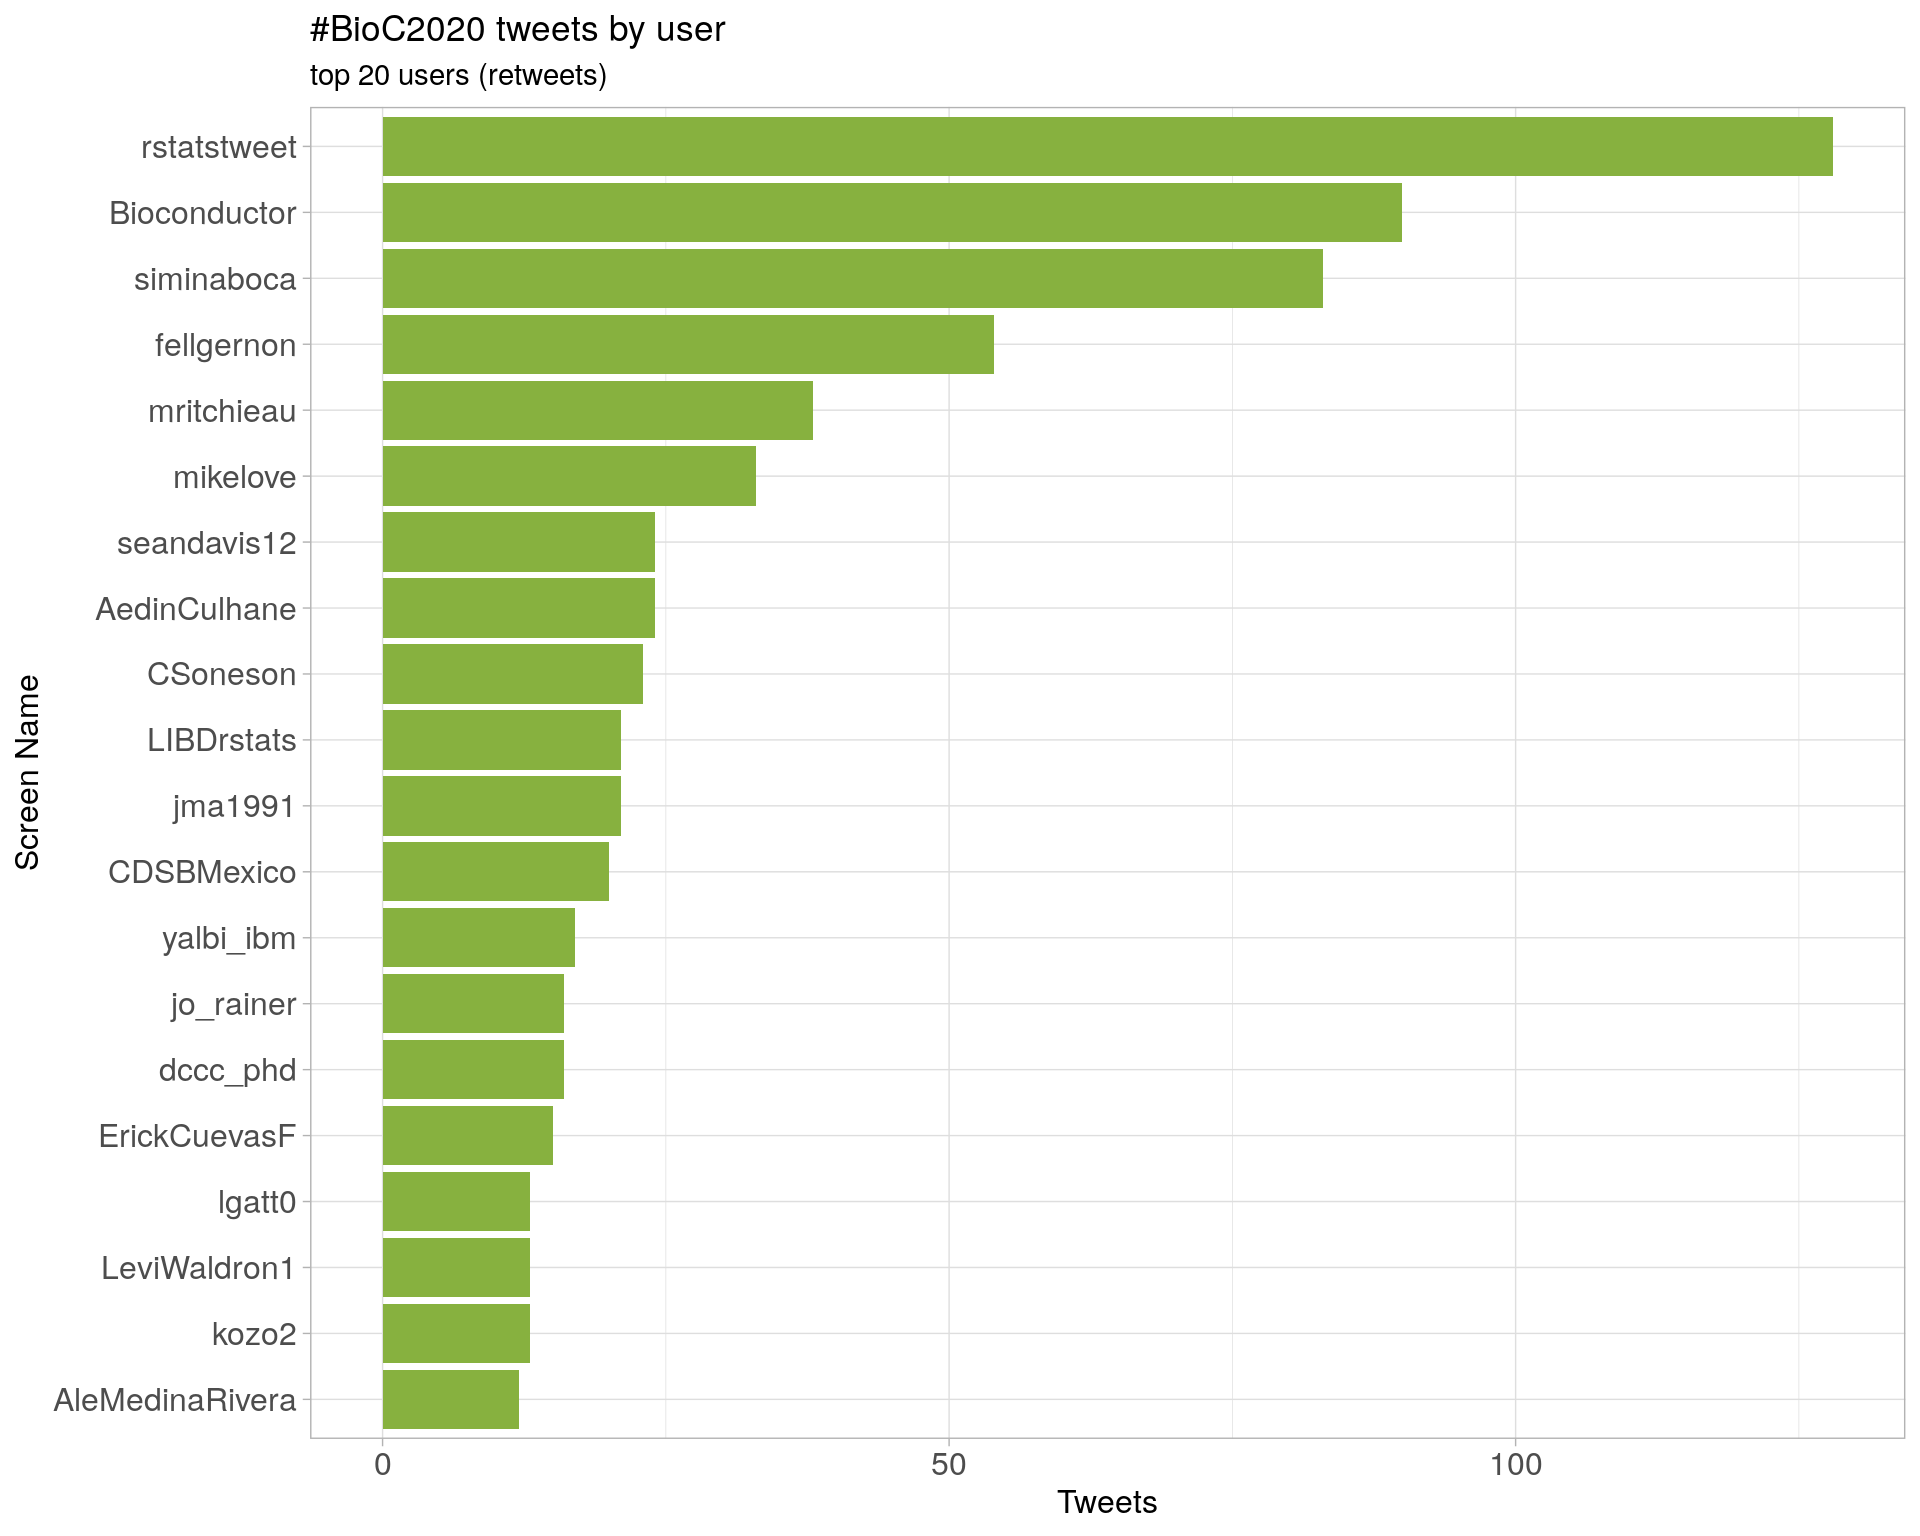 #BioC2020 tweets by user
top 20 users (retweets)
rstatstweet
Bioconductor
siminaboca
fellgernon
mritchieau
mikelove
seandavis12
AedinCulhane
CSoneson
LIBDrstats
jma1991
CDSBMexico
yalbi_ibm
jo_rainer
dccc_phd
ErickCuevasF
lgatt0
LeviWaldron1
kozo2
AleMedinaRivera
Screen Name
0 50 100
Tweets